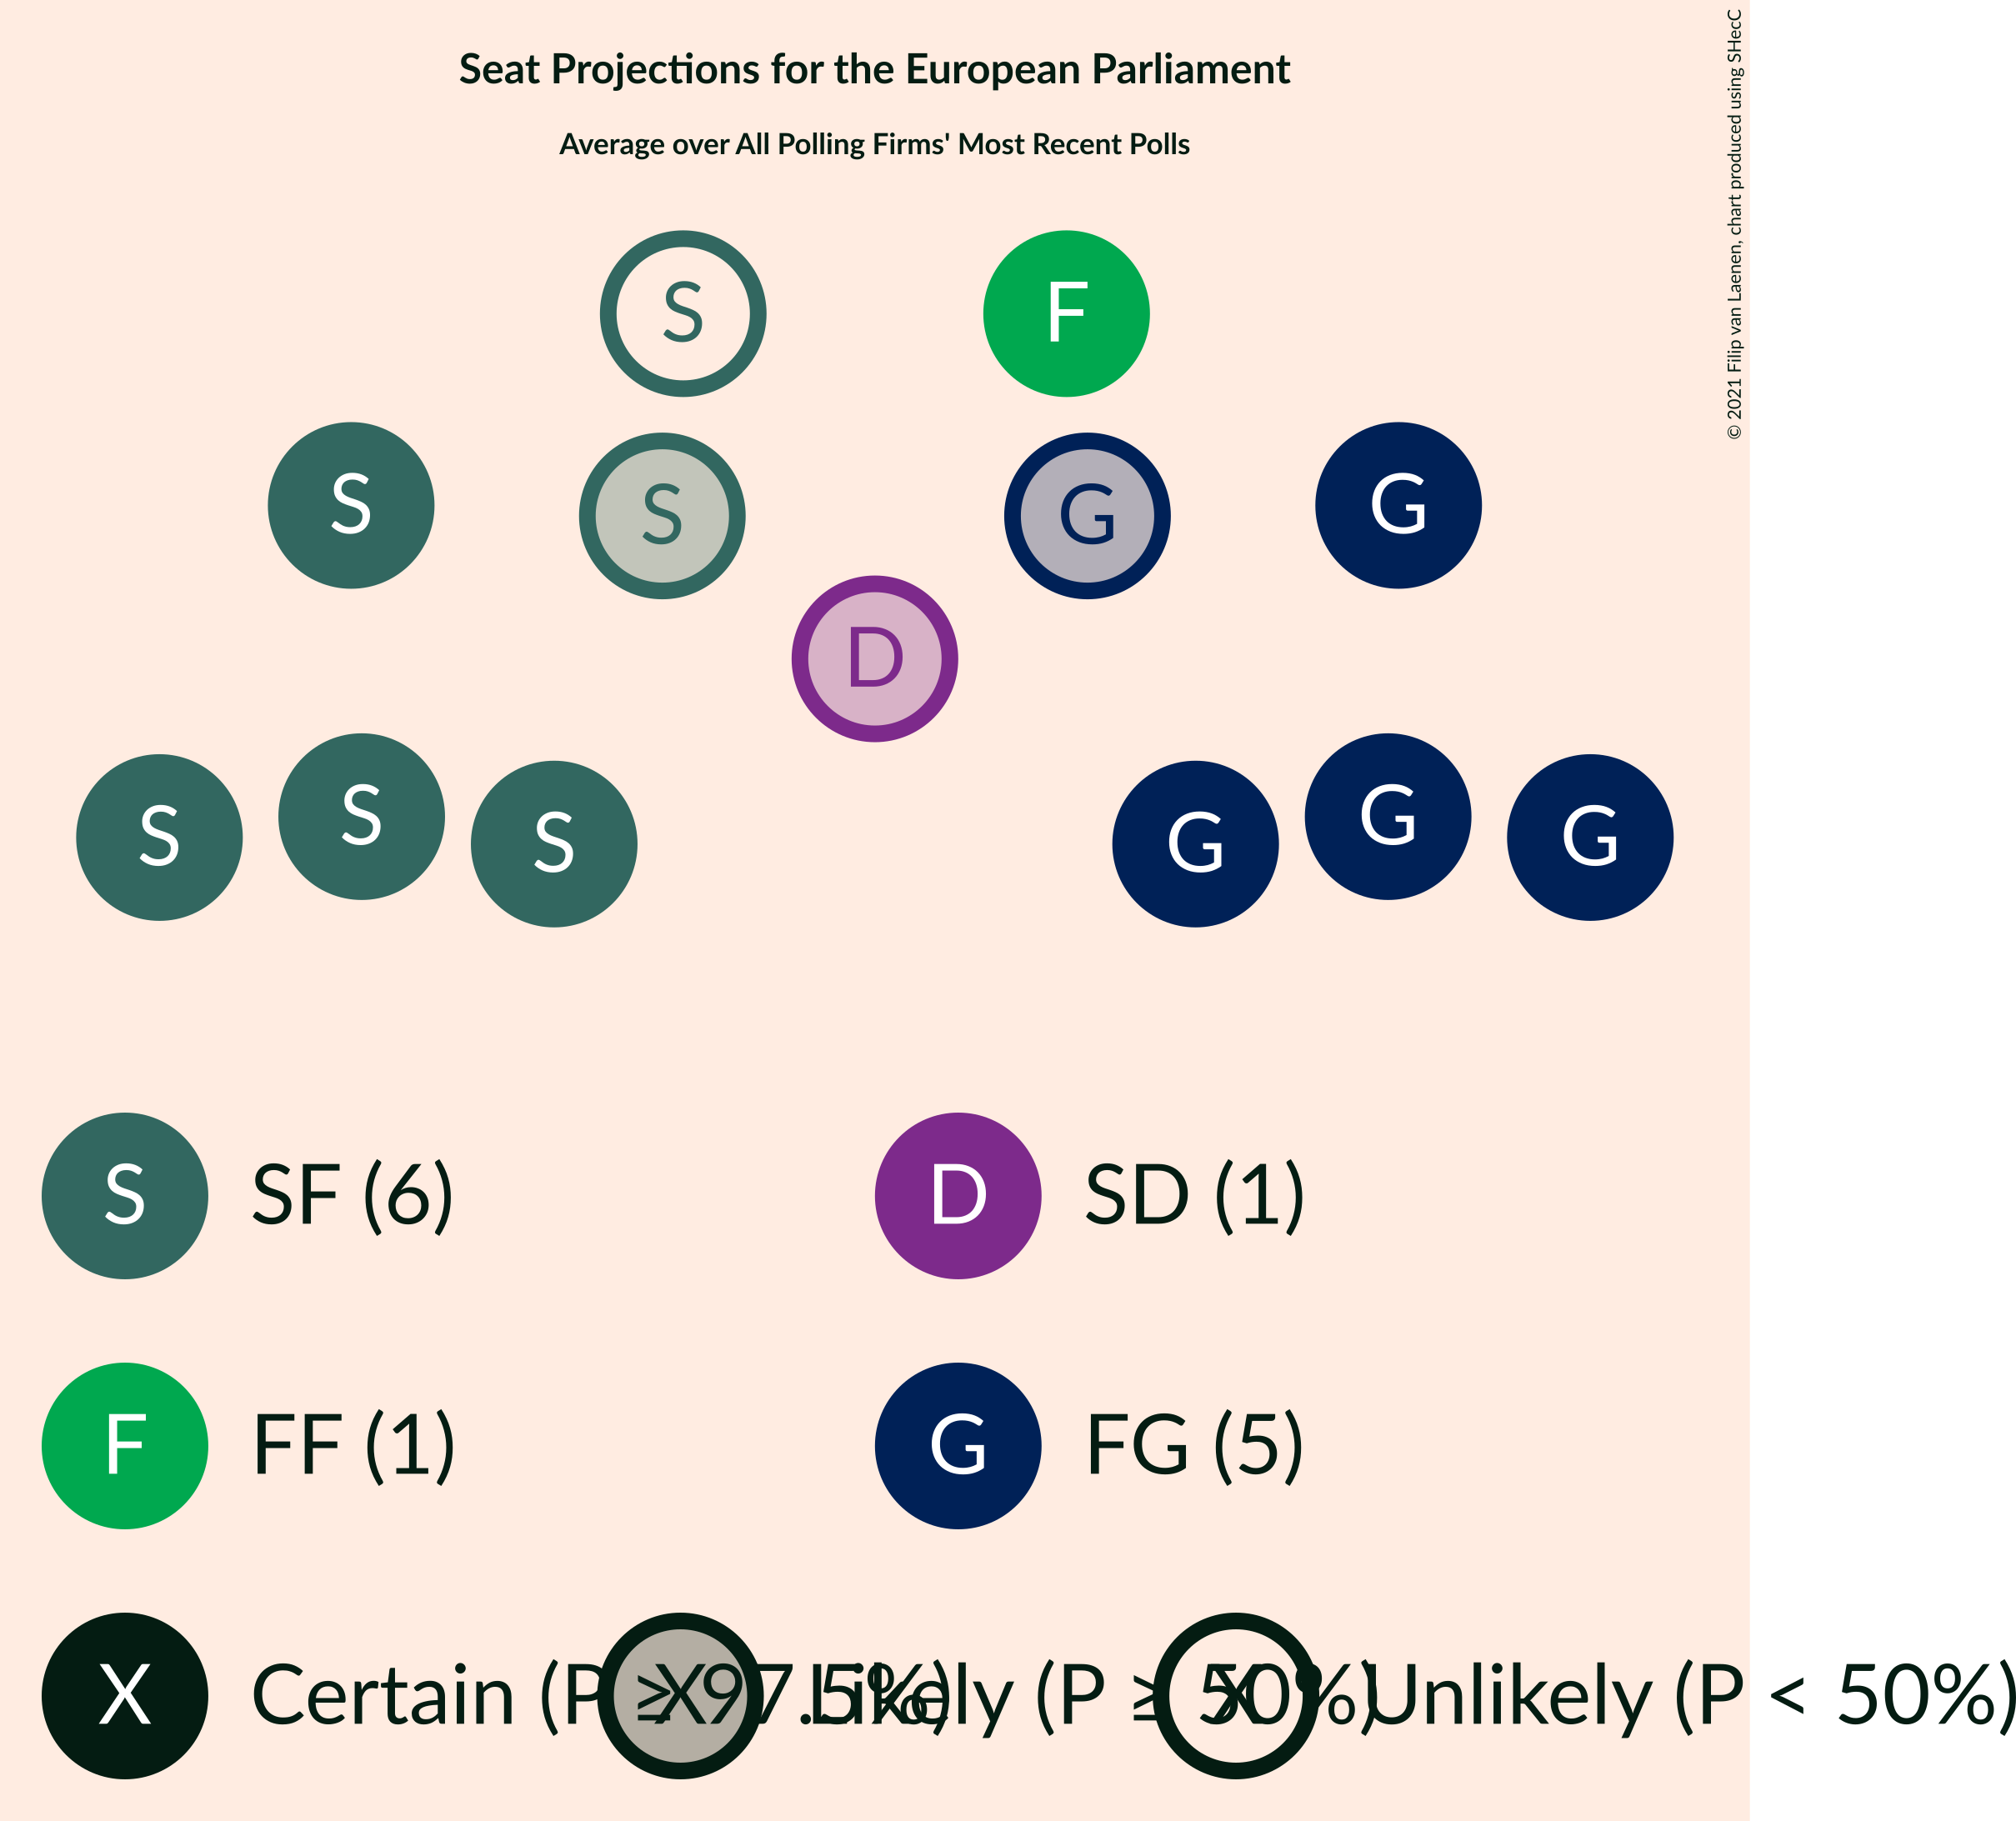 Seat Projections for the European Parliament
Average over All Polling Firms' Most Recent Polls
© 2021 Filip van Laenen, chart produced using SHecC
S F
S S G G
D
S S S G G G
S SF (6) D SD (1)
F FF (1) G FG (5)
X Certain (P ≥ 97.5%) X Likely (P ≥ 50%) X Unlikely (P < 50%)